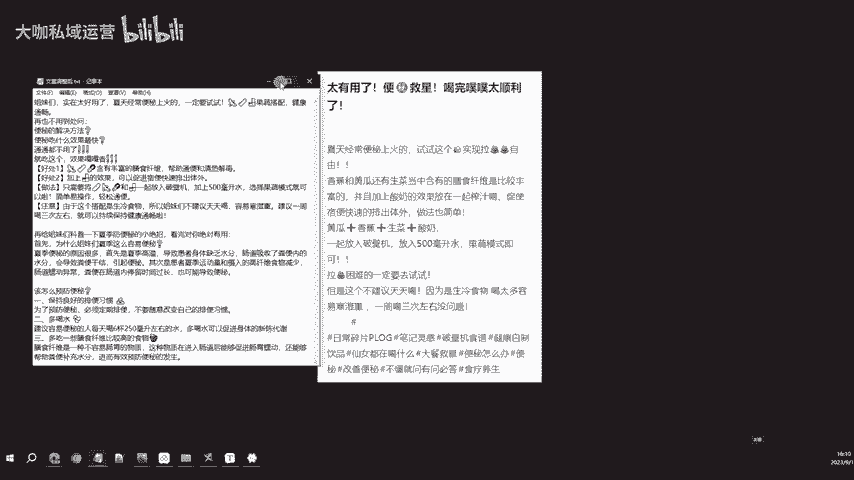 大咖私域运营 bilibili
文案调整后.txt - 记事本
文件(F) 编辑(E) 格式(O) 查看(V) 帮助(H)
姐妹们，实在太好用了，夏天经常便秘上火的，一定要试试！果蔬搭配，健康
通畅。
再也不用到处问：
便秘的解决方法
便秘吃什么效果最快
通通都不用了
就吃这个，效果嘎嘎香
【好处1】含有丰富的膳食纤维，帮助通便和清热解毒。
【好处2】加上的效果，可以促进宿便快速排出体外。
【做法】只需要将和一起放入破壁机，加上500毫升水，选择果蔬模式就可
以啦！简单易操作，轻松通便。
【注意】由于这个搭配是生冷食物，所以姐妹们不建议天天喝，容易宫寒。建议一周
喝三次左右，就可以持续保持健康通畅啦！
再给姐妹们科普一下夏季防便秘的小绝招，看完对你绝对有用：
首先，为什么姐妹们夏季这么容易便秘
夏季便秘的原因很多，首先是夏季高温，导致患者身体缺乏水分，肠道吸收了粪便内的
水分，会导致粪便干结，引起便秘。其次是患者夏季运动量和摄入的高纤维食物减少，
肠道蠕动异常，粪便在肠道内停留时间过长，也可能导致便秘。
该怎么预防便秘
一、保持良好的排便习惯
为了预防便秘，必须定期排便，不要随意改变自己的排便习惯。
二、多喝水
建议容易便秘的人每天喝6杯250毫升左右的水，多喝水可以促进身体的新陈代谢
三、多吃一些膳食纤维比较高的食物
膳食纤维是一种不容易消化的物质，这种物质在进入肠道后能够促进肠胃蠕动，还能够
帮助粪便补充水分，进而有效预防便秘的发生。
太有用了！便救星！喝完噗噗太顺利
了！
夏天经常便秘上火的，试试这个实现拉自
由！！
香蕉和黄瓜还有生菜当中含有的膳食纤维是比较丰
富的，并且加上酸奶的效果放在一起榨汁喝，促使
宿便快速的排出体外，做法也简单！
黄瓜➕香蕉➕生菜➕酸奶，
一起放入破壁机，放入500毫升水，果蔬模式即
可！！
拉困难的一定要去试试！
但是这个不建议天天喝！因为是生冷食物 喝太多容
易宫寒哦，一周喝三次左右没问题！
#
#日常碎片PLOG#笔记灵感#破壁机食谱#健康自制
饮品#仙女都在喝什么#大餐救星#便秘怎么办#便
秘#改善便秘#不懂就问有问必答#食疗养生
16:10